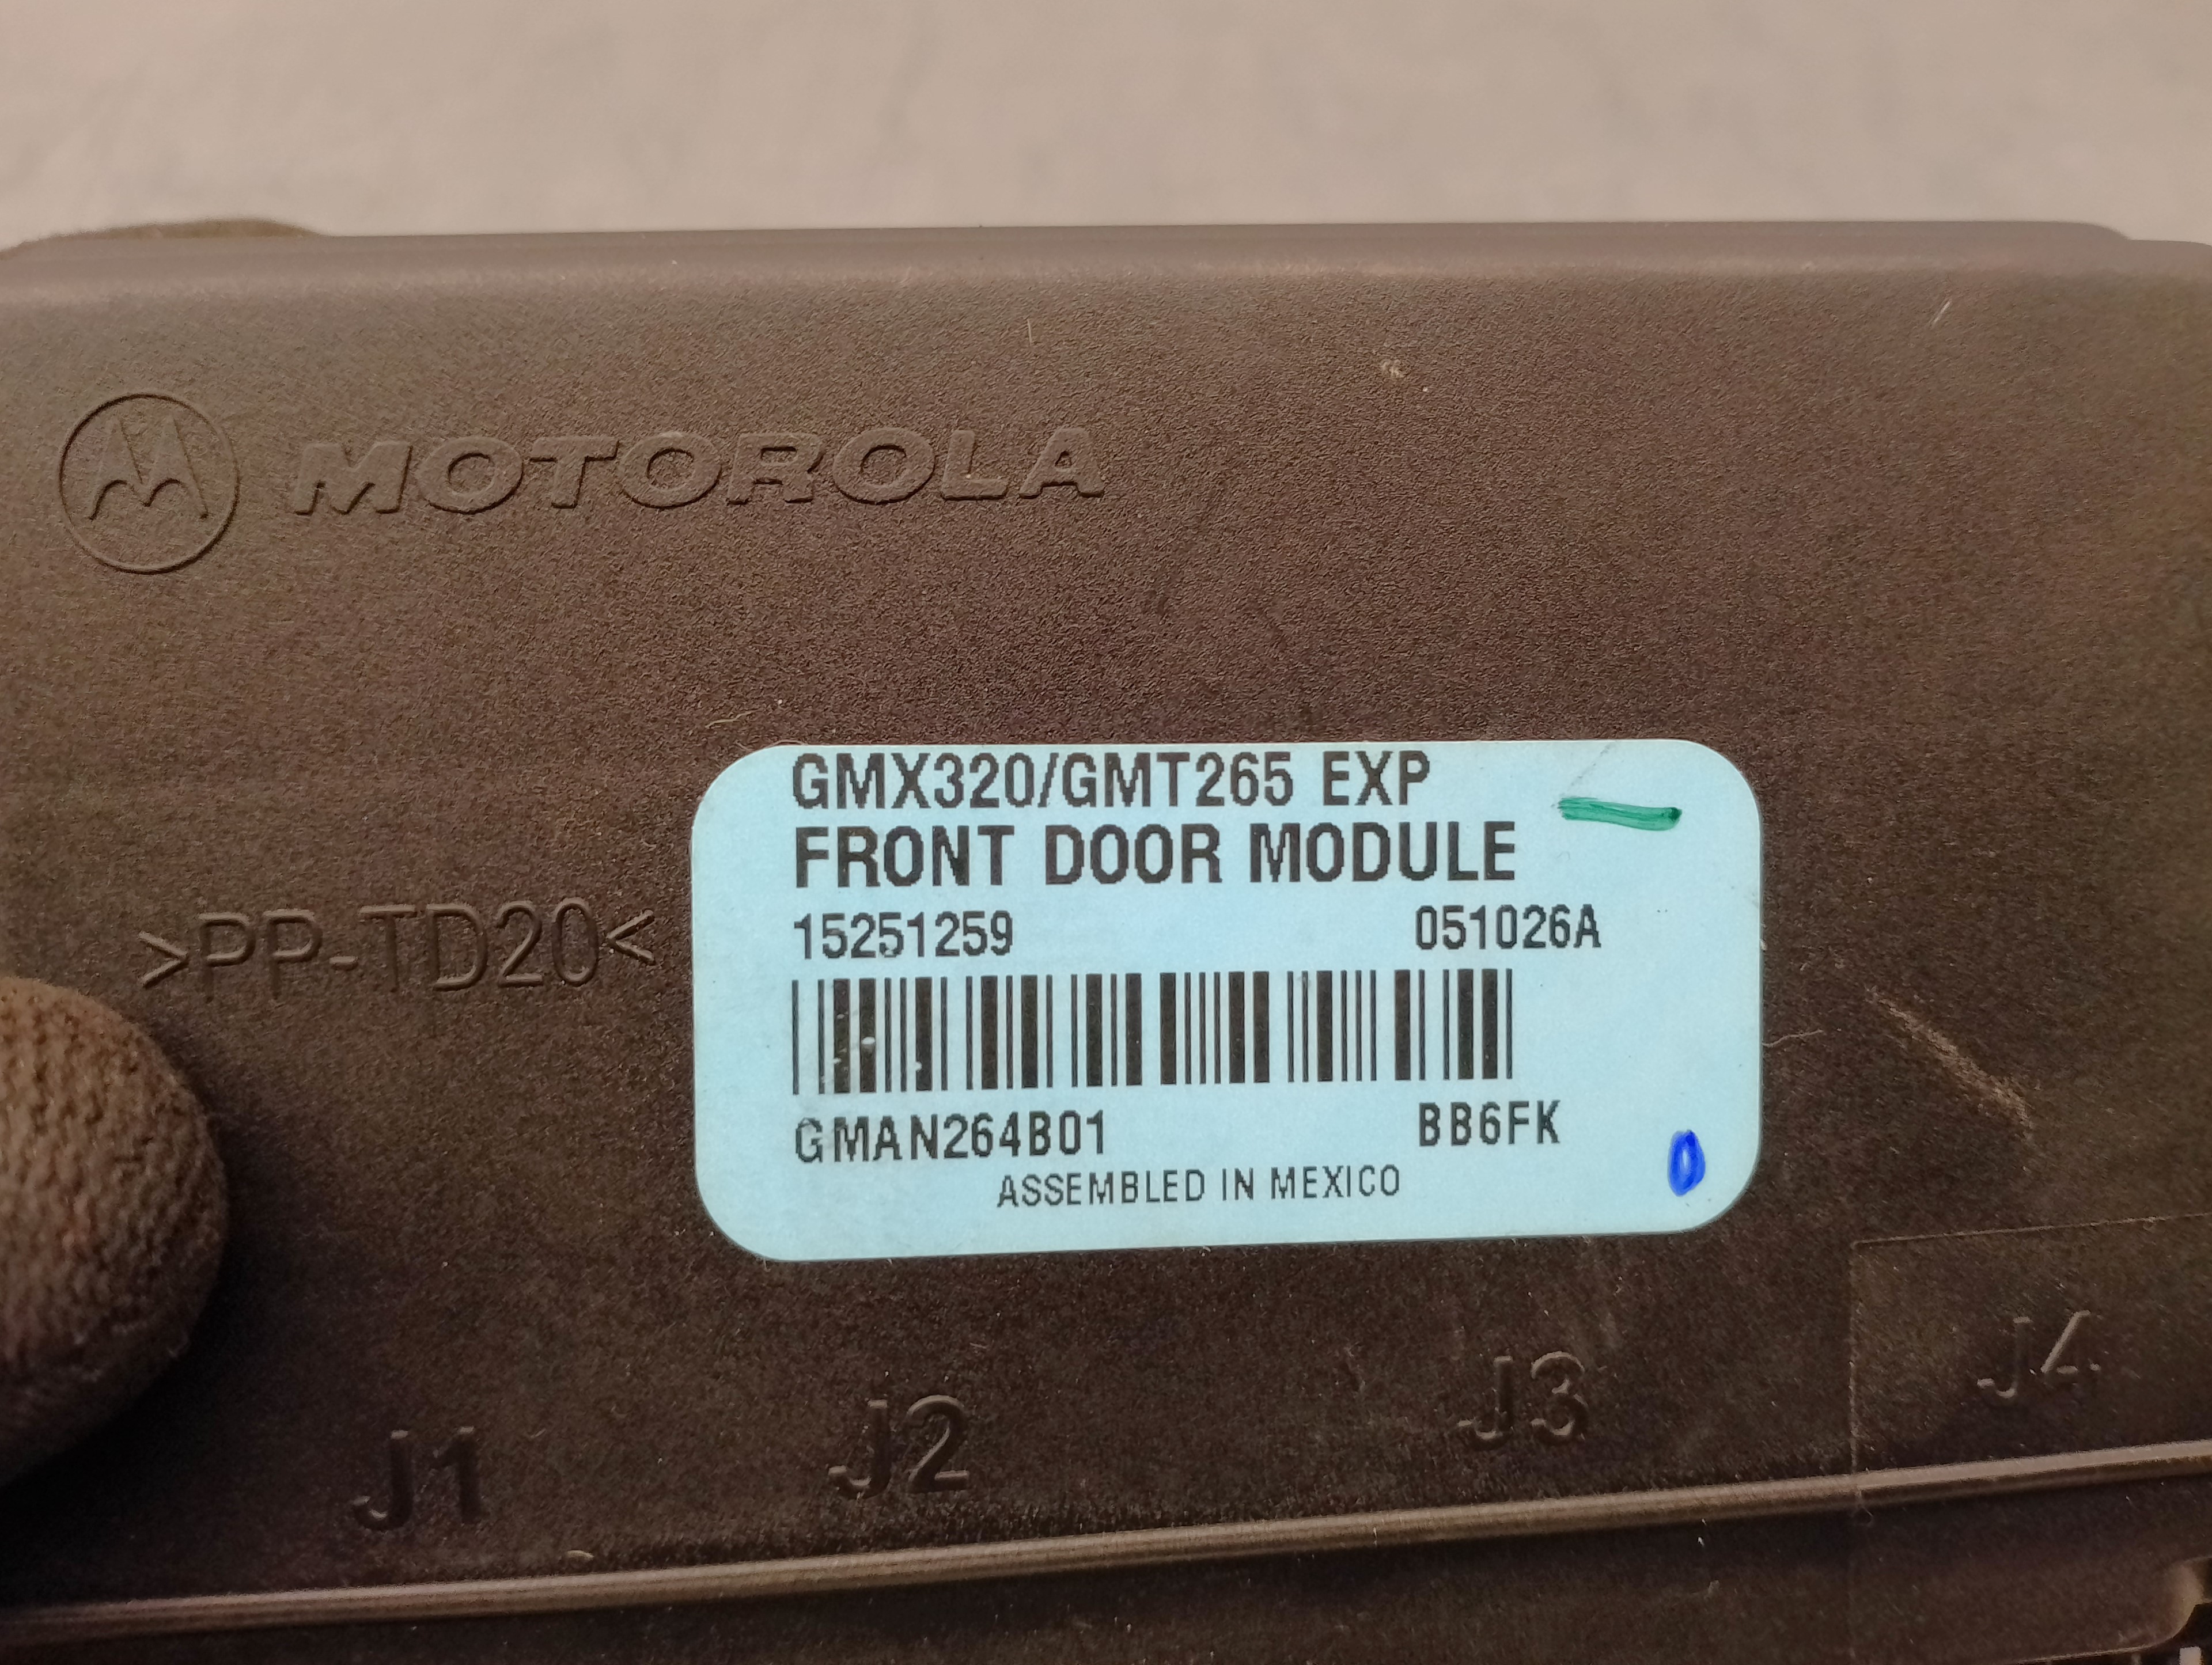 MOTOROLA
GMX320/GMT265 EXP
FRONT DOOR MODULE
15251259 051026A
>PP-TD20<
GMAN264B01 BB6FK
ASSEMBLED IN MEXICO
0
J1 J2 J3 J4